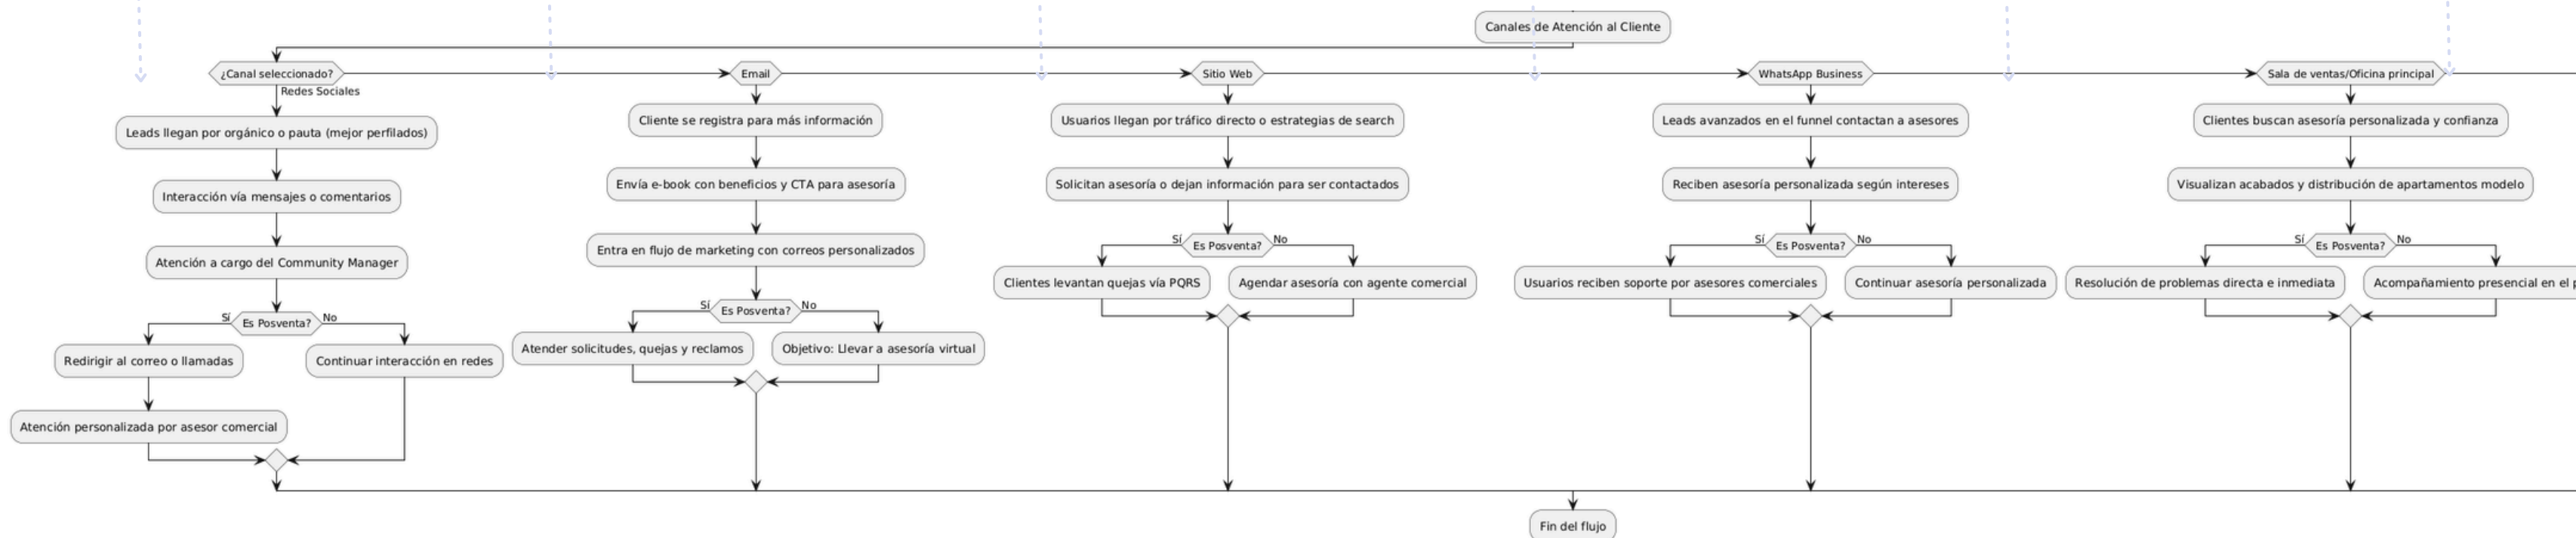 Canales de Atención al Cliente
¿Canal seleccionado?
Redes Sociales
Leads llegan por orgánico o pauta (mejor perfilados)
Interacción vía mensajes o comentarios
Atención a cargo del Community Manager
Sí
Es Posventa?
No
Redirigir al correo o llamadas
Continuar interacción en redes
Atención personalizada por asesor comercial
Email
Cliente se registra para más información
Envía e-book con beneficios y CTA para asesoría
Entra en flujo de marketing con correos personalizados
Sí
Es Posventa?
No
Atender solicitudes, quejas y reclamos
Objetivo: Llevar a asesoría virtual
Sitio Web
Usuarios llegan por tráfico directo o estrategias de search
Solicitan asesoría o dejan información para ser contactados
Sí
Es Posventa?
No
Clientes levantan quejas vía PQRS
Agendar asesoría con agente comercial
WhatsApp Business
Leads avanzados en el funnel contactan a asesores
Reciben asesoría personalizada según intereses
Sí
Es Posventa?
No
Usuarios reciben soporte por asesores comerciales
Continuar asesoría personalizada
Sala de ventas/Oficina principal
Clientes buscan asesoría personalizada y confianza
Visualizan acabados y distribución de apartamentos modelo
Sí
Es Posventa?
No
Resolución de problemas directa e inmediata
Acompañamiento presencial en el
Fin del flujo